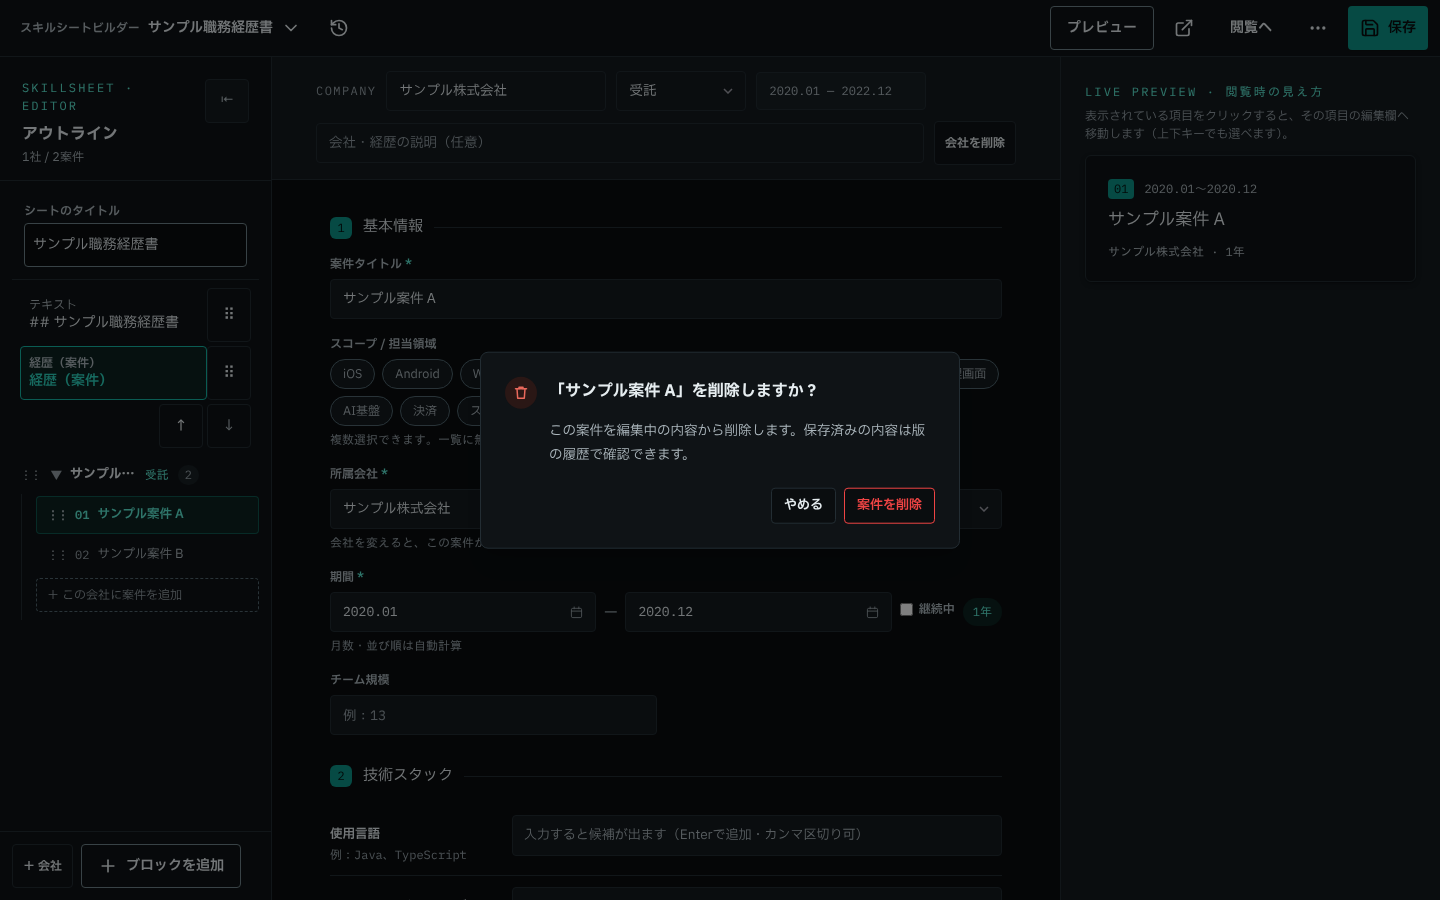 スキルシートビルダー サンプル職務経歴書
プレビュー
閲覧へ
保存
SKILLSHEET ·
EDITOR
アウトライン
1社 / 2案件
シートのタイトル
サンプル職務経歴書
テキスト
## サンプル職務経歴書
経歴（案件）
経歴（案件）
↑ ↓
▼ サンプル… 受託 2
01 サンプル案件 A
02 サンプル案件 B
+ この会社に案件を追加
+ 会社
+ ブロックを追加
COMPANY サンプル株式会社 受託 2020.01 – 2022.12
会社・経歴の説明（任意）
会社を削除
1 基本情報
案件タイトル *
サンプル案件 A
スコープ / 担当領域
iOS Android
AI基盤 決済
複数選択できます。一覧に
所属会社 *
サンプル株式会社
会社を変えると、この案件
期間 *
2020.01 — 2020.12 継続中 1年
月数・並び順は自動計算
チーム規模
例：13
2 技術スタック
使用言語
例：Java、TypeScript
入力すると候補が出ます（Enterで追加・カンマ区切り可）
「サンプル案件 A」を削除しますか？
この案件を編集中の内容から削除します。保存済みの内容は版
の履歴で確認できます。
やめる
案件を削除
LIVE PREVIEW · 閲覧時の見え方
表示されている項目をクリックすると、その項目の編集欄へ
移動します（上下キーでも選べます）。
01 2020.01〜2020.12
サンプル案件 A
サンプル株式会社 · 1年